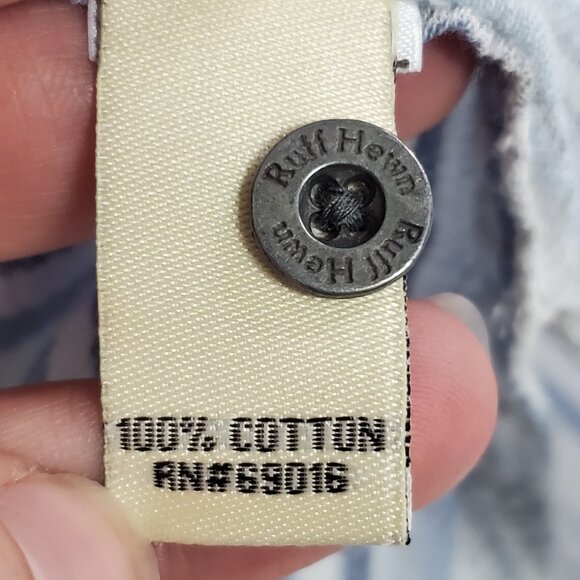 Ruff Hewn
Ruff Hewn
100% COTTON
RN#69016